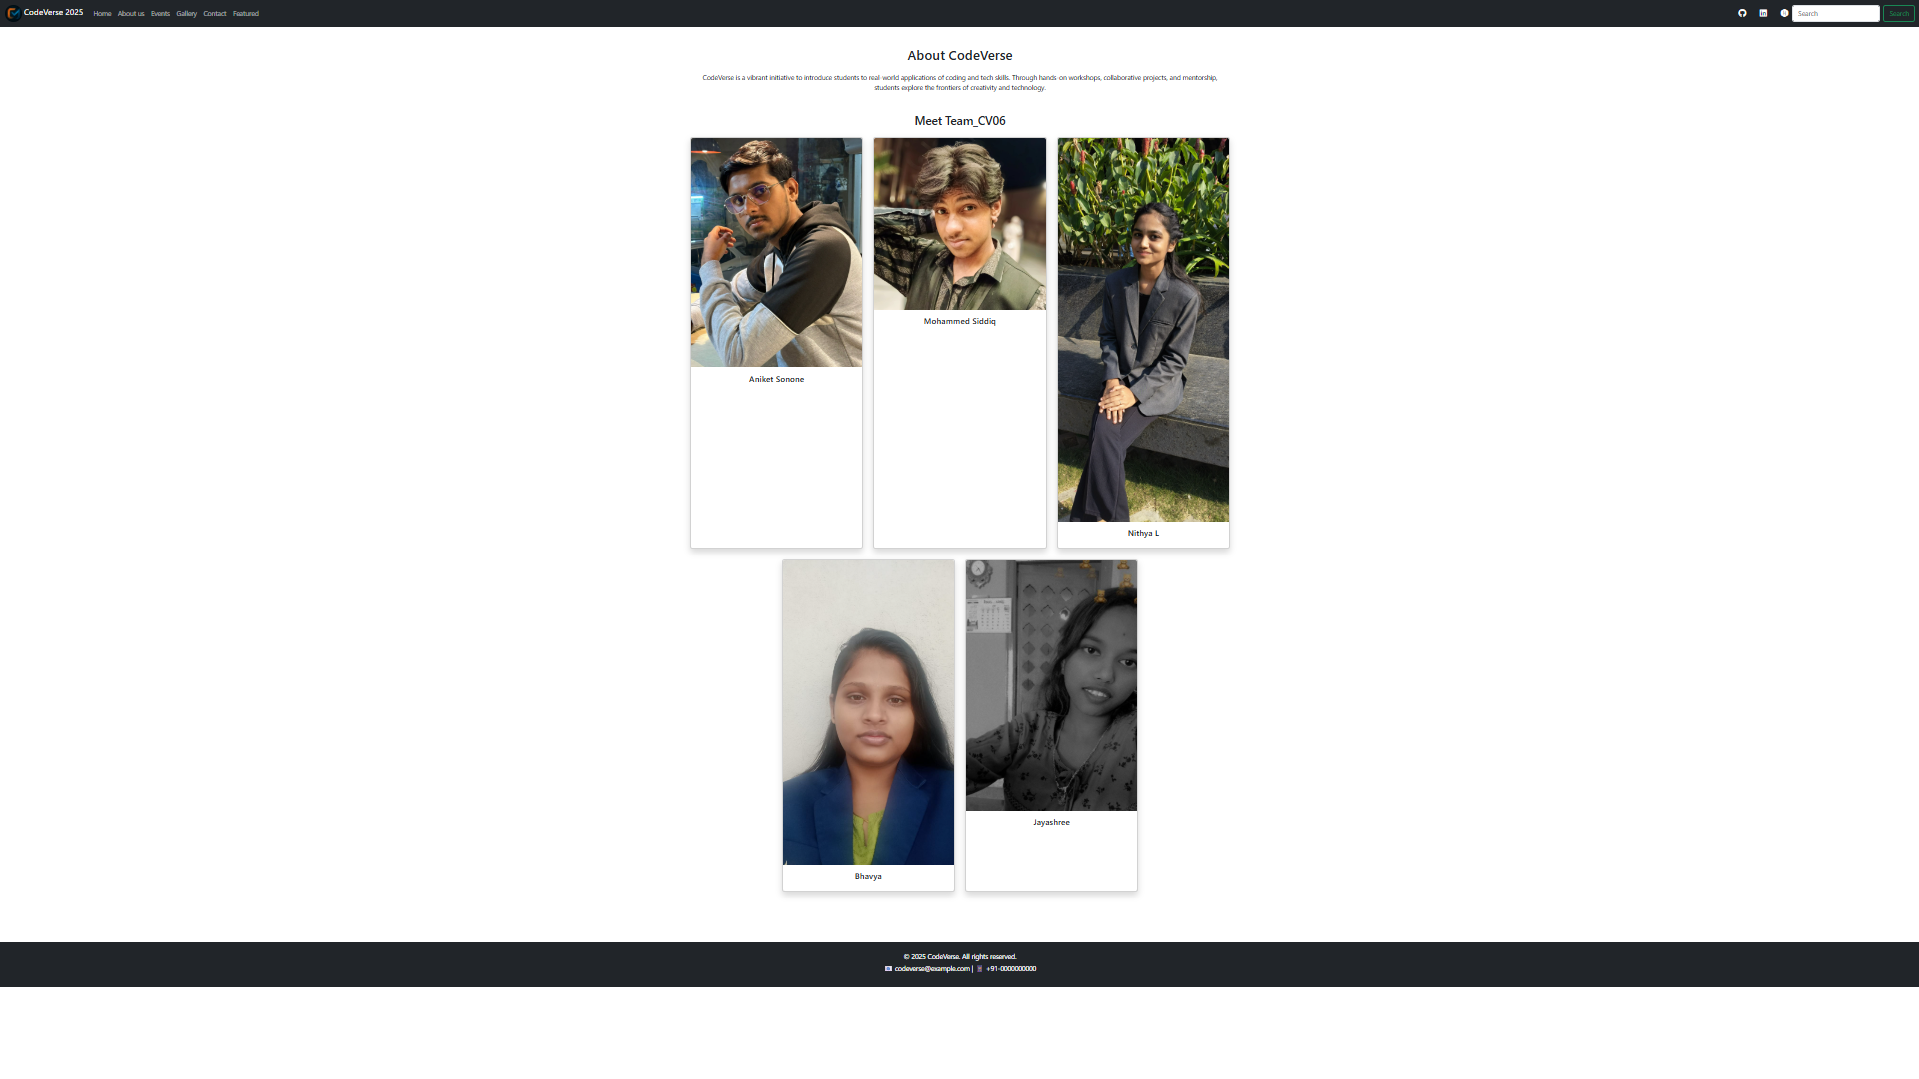 CodeVerse 2025 Home About us Events Gallery Contact Featured Search Search
About CodeVerse
CodeVerse is a vibrant initiative to introduce students to real-world applications of coding and tech skills. Through hands-on workshops, collaborative projects, and mentorship,
students explore the frontiers of creativity and technology.
Meet Team_CV06
Aniket Sonone
Mohammed Siddiq
Nithya L
Bhavya
Jayashree
© 2025 CodeVerse. All rights reserved.
codeverse@example.com | +91-0000000000